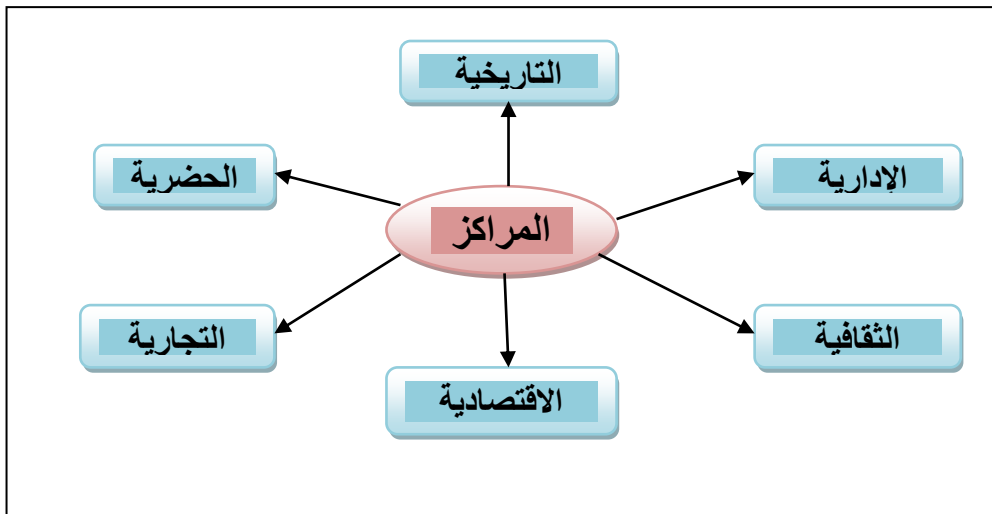 التاريخية
الإدارية
الحضرية
المراكز
الثقافية
التجارية
الاقتصادية